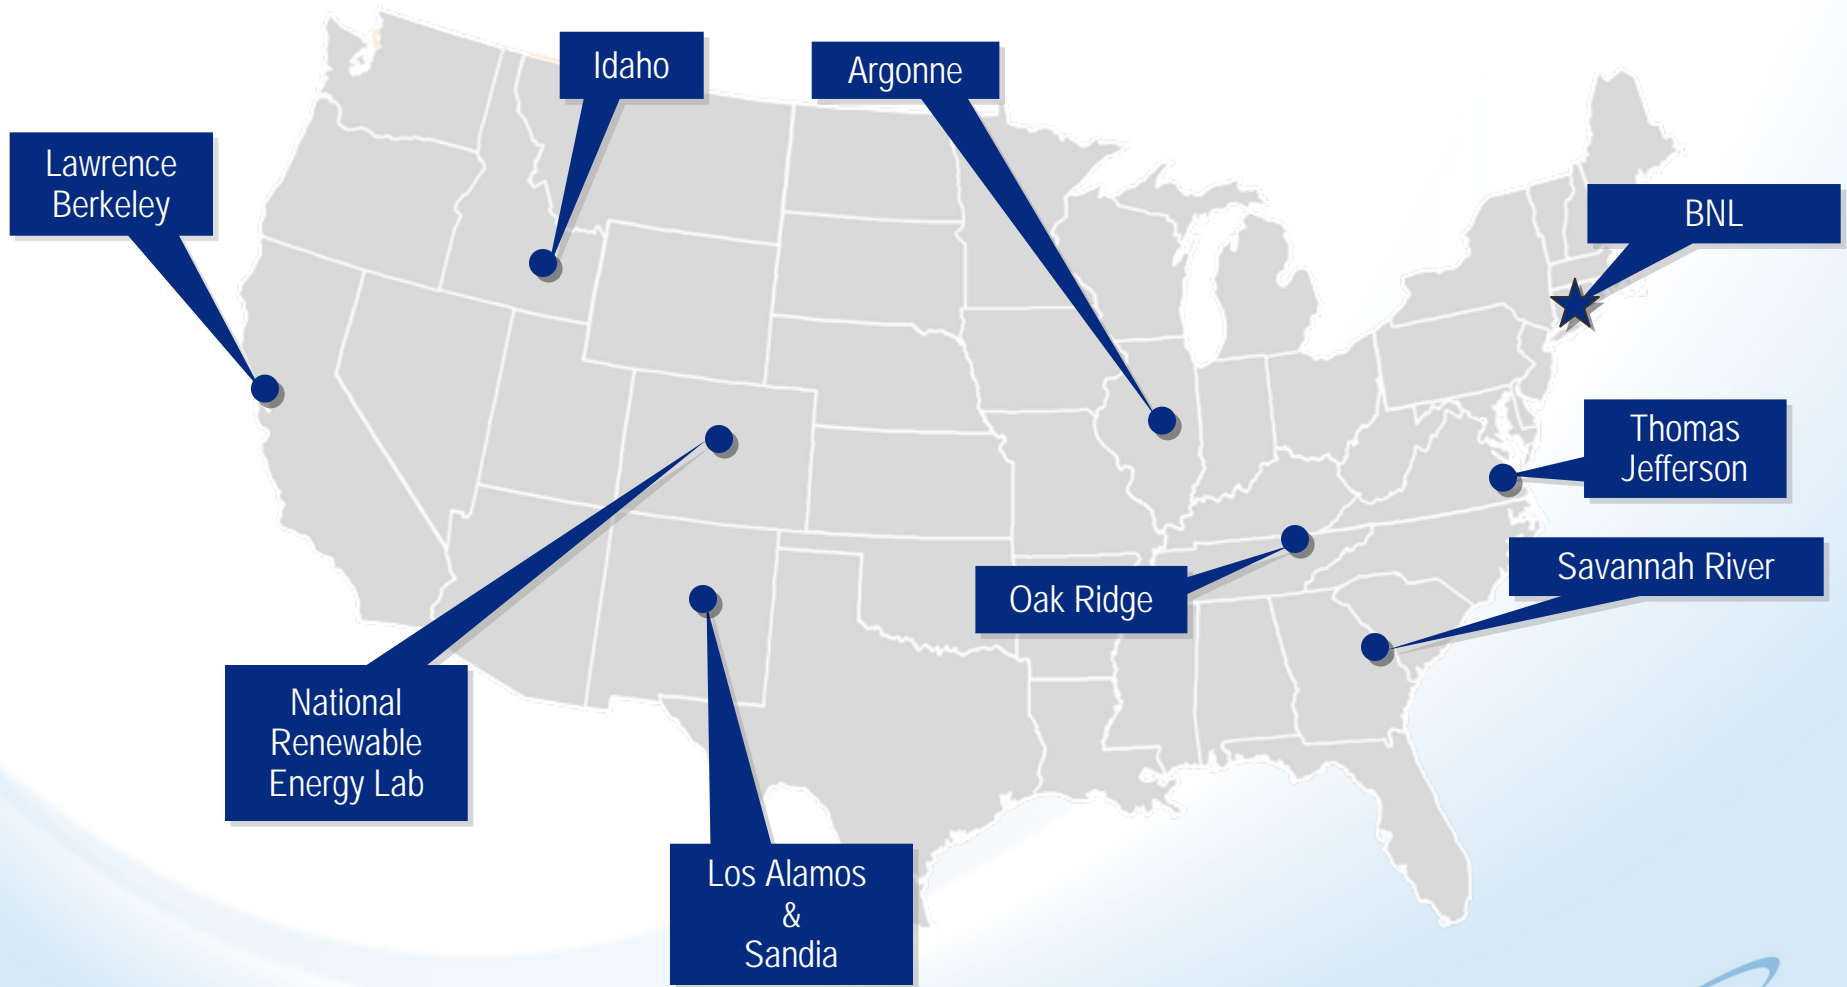 Idaho
Argonne
Lawrence
Berkeley
BNL
Thomas
Jefferson
Savannah River
Oak Ridge
National
Renewable
Energy Lab
Los Alamos
&
Sandia